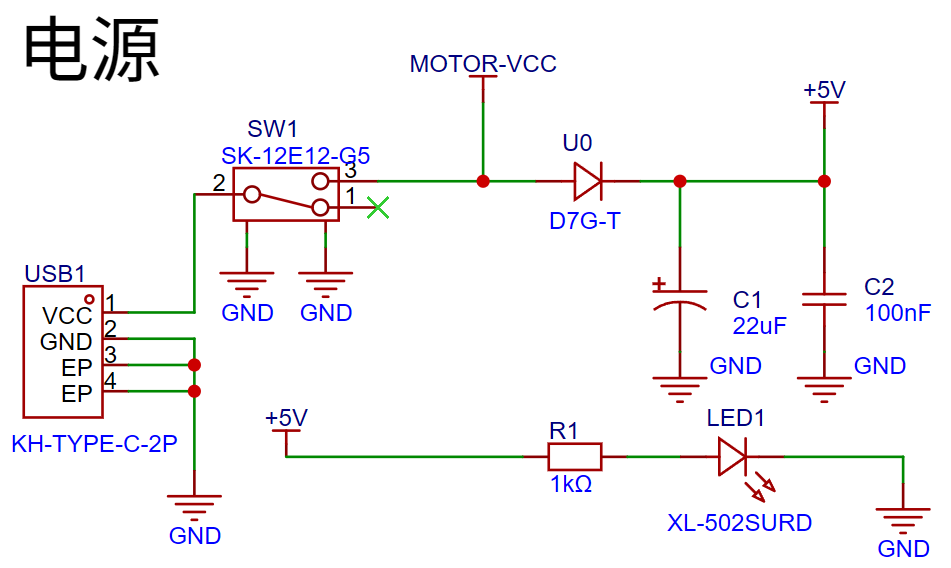 电源
MOTOR-VCC
+5V
SW1
SK-12E12-G5
U0
2
3
1
D7G-T
USB1
GND
GND
C1
22uF
C2
100nF
VCC
1
GND
2
EP
3
EP
4
GND
GND
KH-TYPE-C-2P
+5V
R1
1kΩ
LED1
XL-502SURD
GND
GND